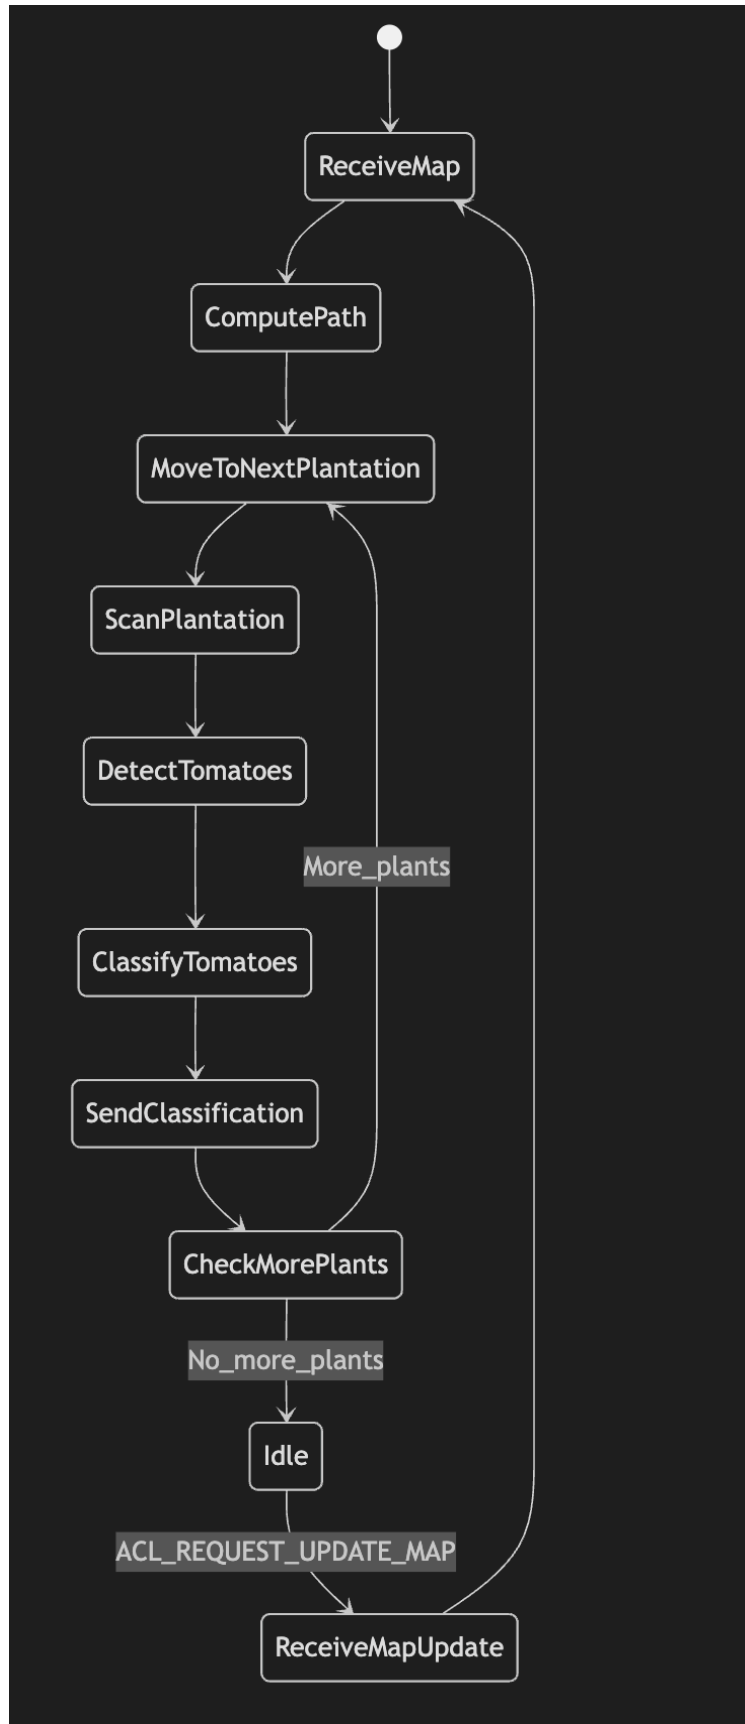 ReceiveMap
ComputePath
MoveToNextPlantation
ScanPlantation
DetectTomatoes
More_plants
ClassifyTomatoes
SendClassification
CheckMorePlants
No_more_plants
Idle
ACL_REQUEST_UPDATE_MAP
ReceiveMapUpdate